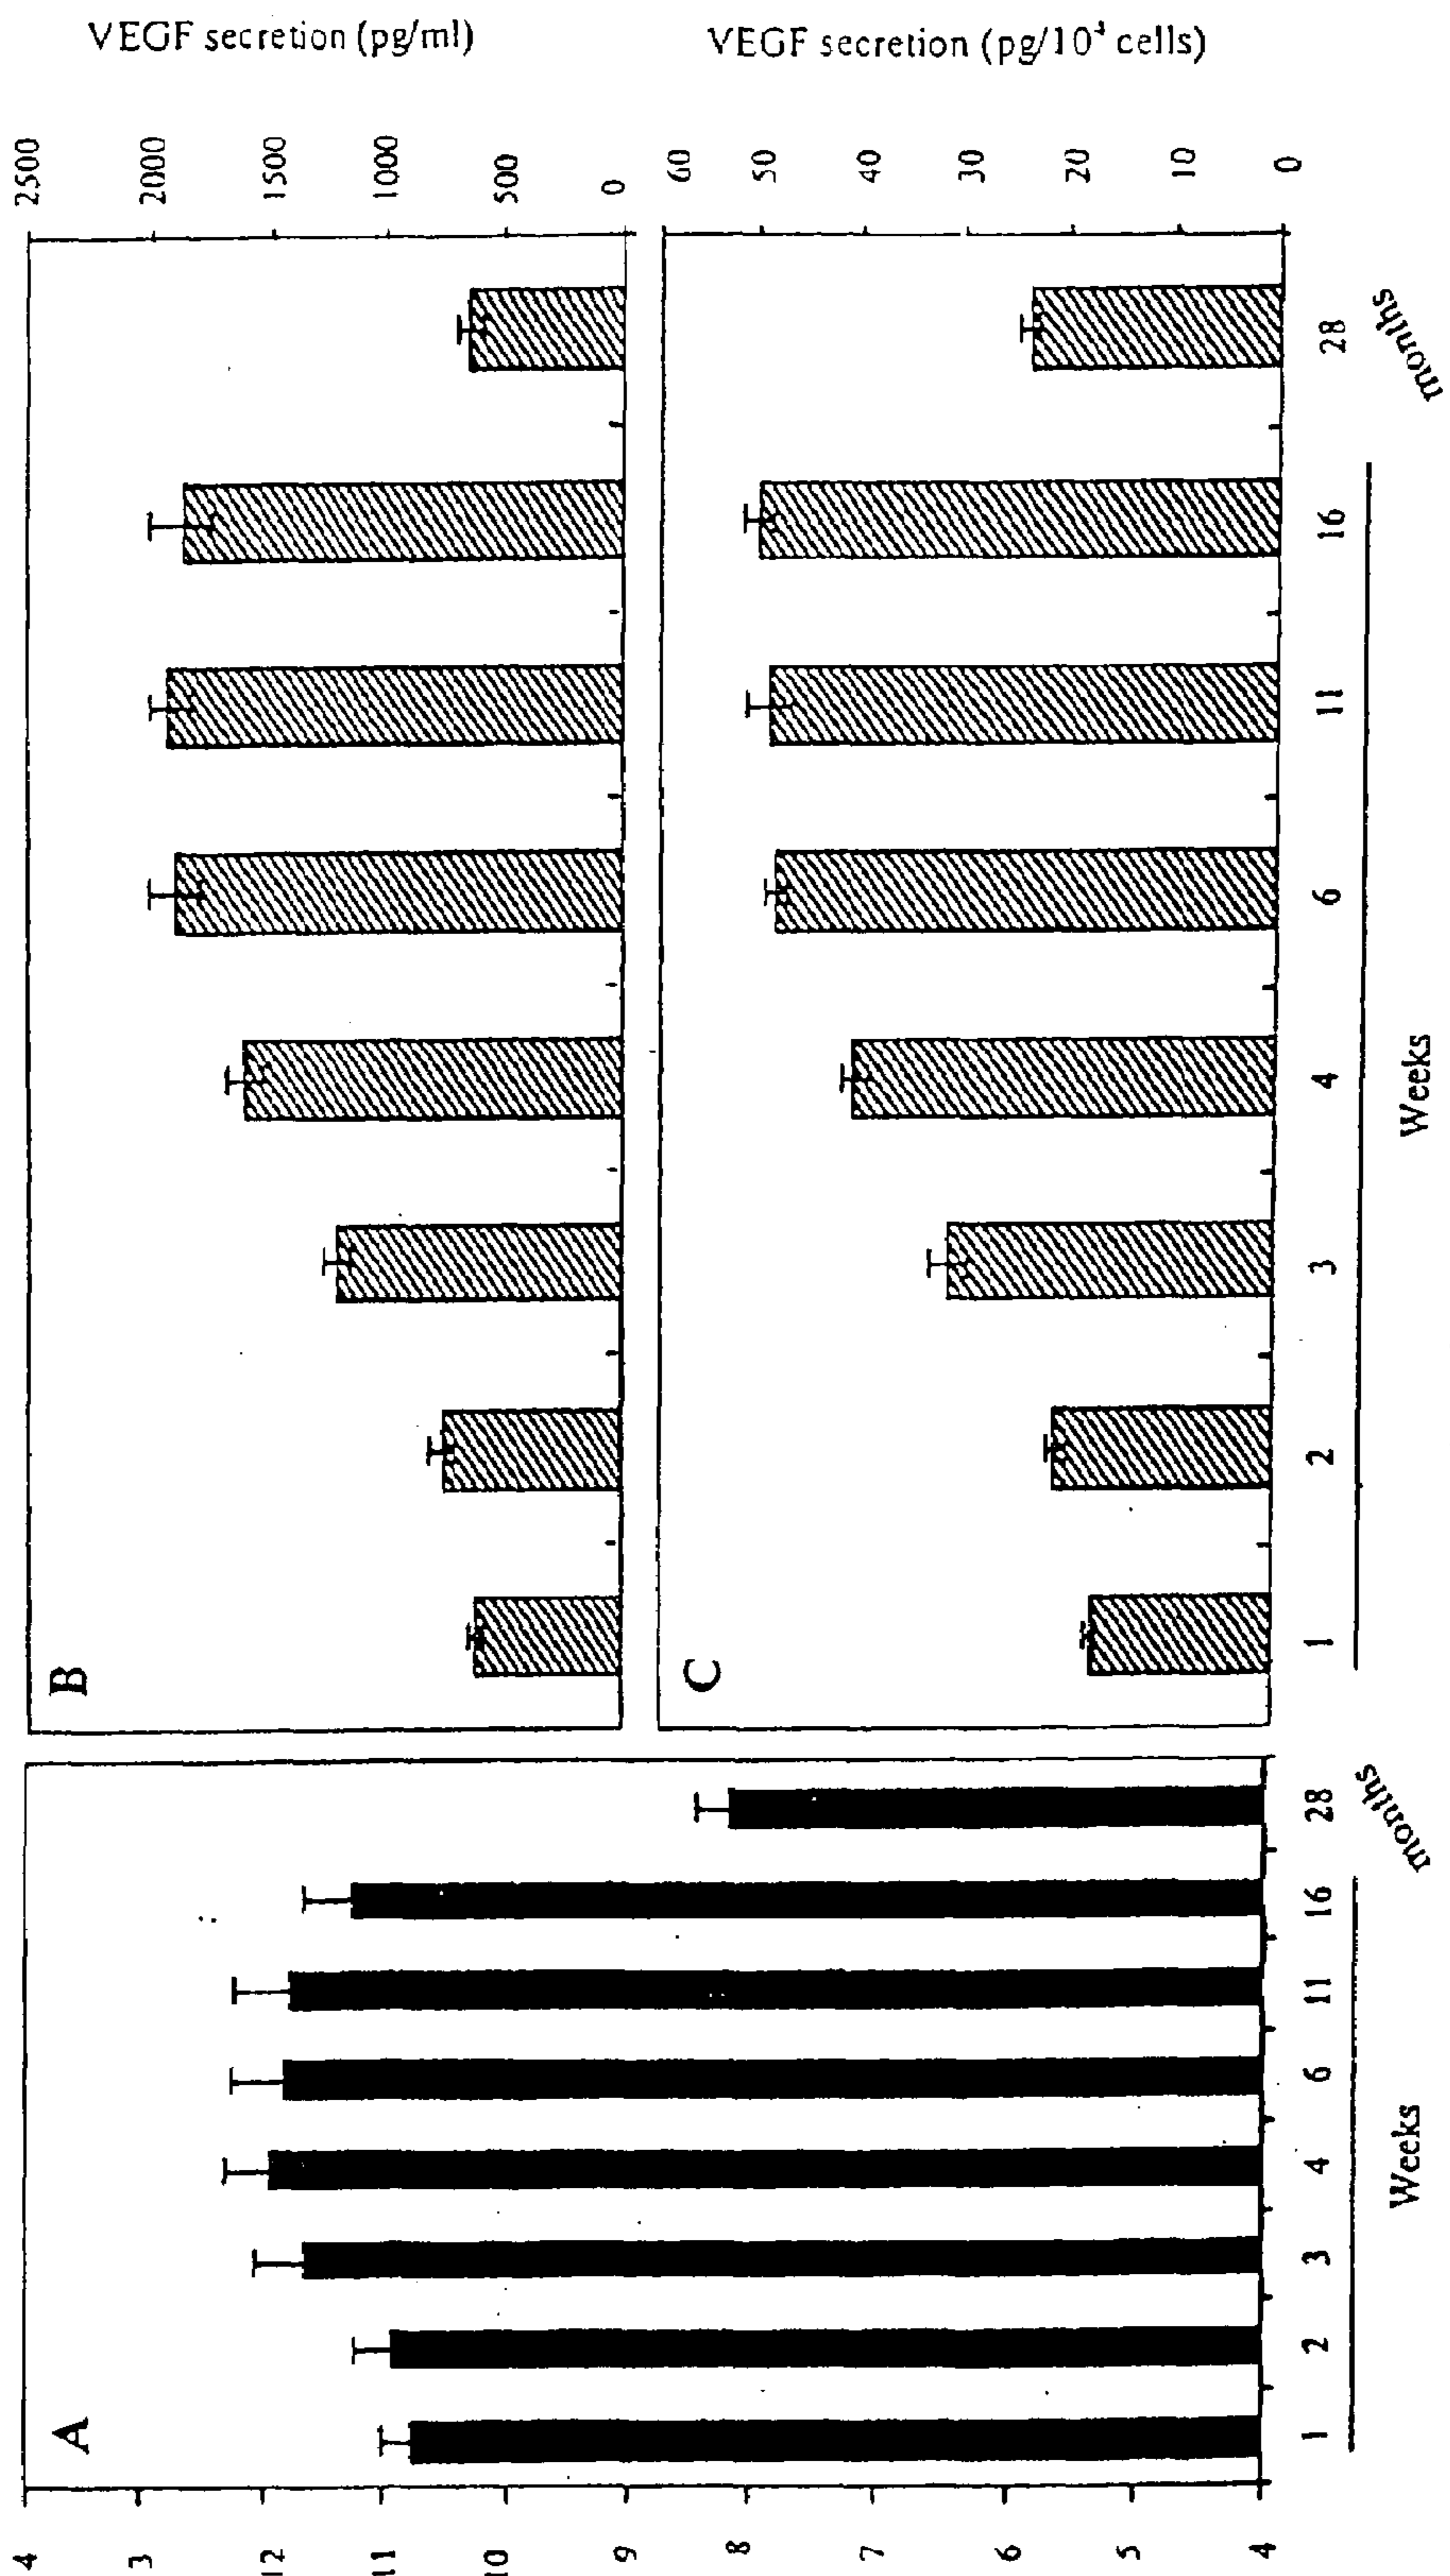 A
4
3
12
11
10
9
8
7
6
5
4
1 2 3 4 6 11 16 28
Weeks
months
B
VEGF secretion (pg/ml)
2500
2000
1500
1000
500
0
C
VEGF secretion (pg/10⁴ cells)
60
50
40
30
20
10
0
1 2 3 4 6 11 16 28
Weeks
months